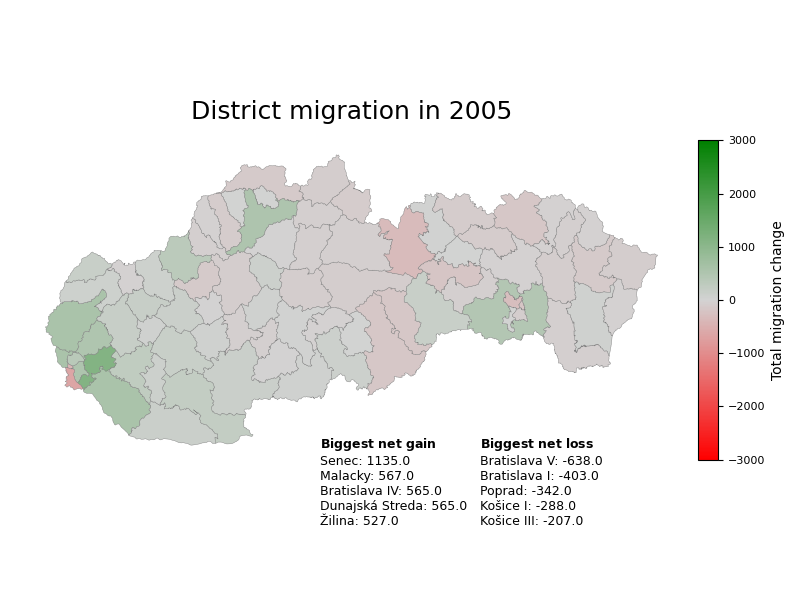 District migration in 2005
3000
2000
1000
0
−1000
−2000
−3000
Total migration change
Biggest net gain
Senec: 1135.0
Malacky: 567.0
Bratislava IV: 565.0
Dunajská Streda: 565.0
Žilina: 527.0
Biggest net loss
Bratislava V: -638.0
Bratislava I: -403.0
Poprad: -342.0
Košice I: -288.0
Košice III: -207.0